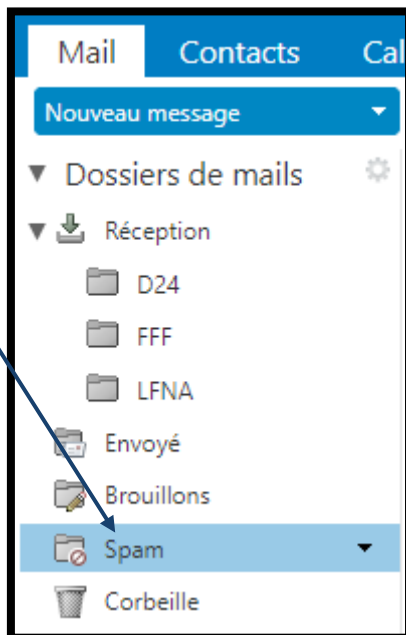 Mail Contacts Cal
Nouveau message
Dossiers de mails
Réception
D24
FFF
LFNA
Envoyé
Brouillons
Spam
Corbeille